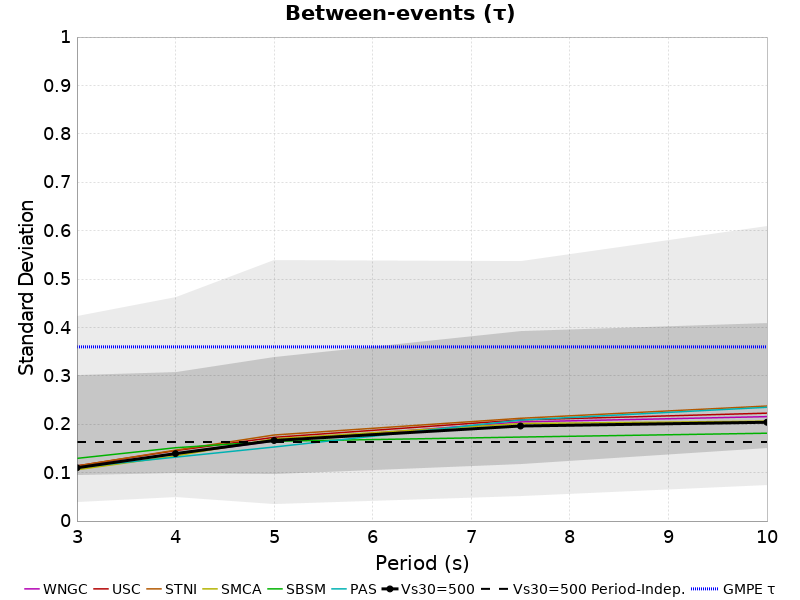 Between-events (τ)
Standard Deviation
1
0.9
0.8
0.7
0.6
0.5
0.4
0.3
0.2
0.1
0
3 4 5 6 7 8 9 10
Period (s)
WNGC USC STNI SMCA SBSM PAS Vs30=500 Vs30=500 Period-Indep. GMPE τ